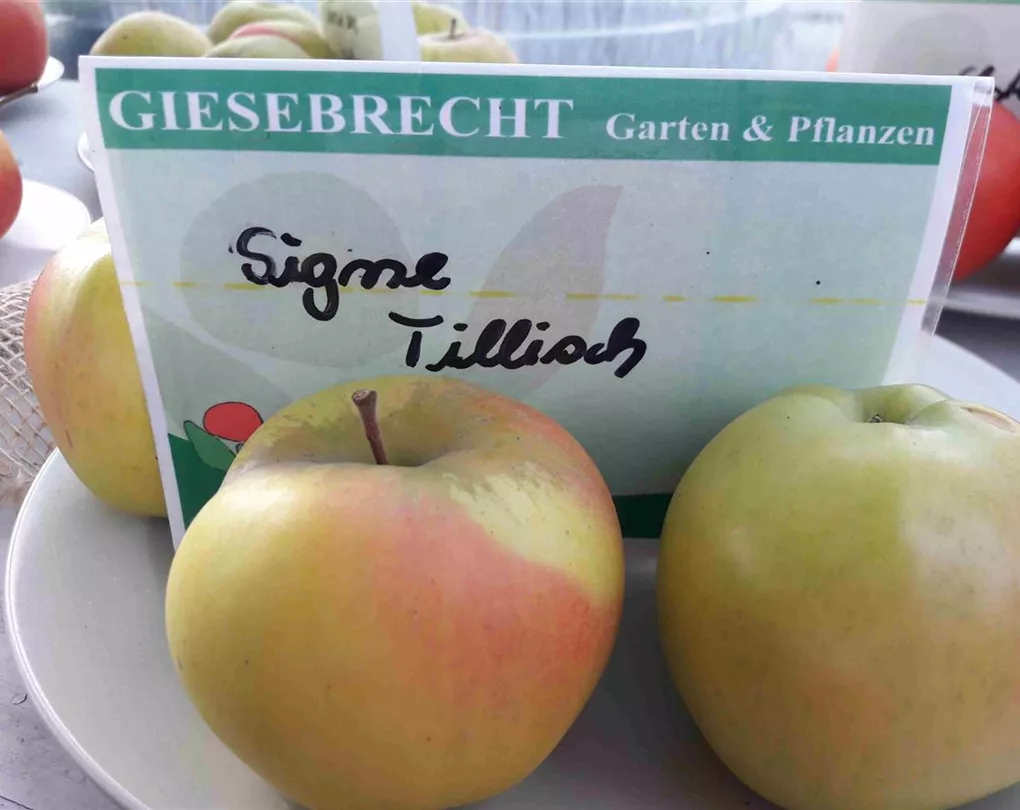 GIESEBRECHT Garten & Pflanzen
Signe
Tillisch